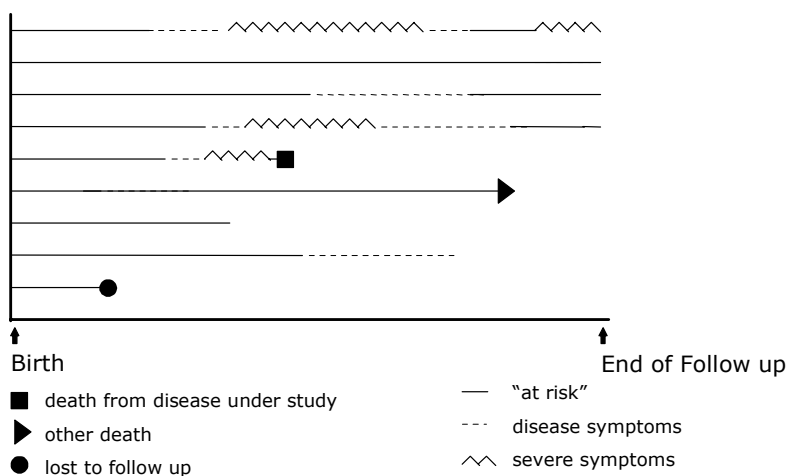 Birth
End of Follow up
death from disease under study
other death
lost to follow up
“at risk”
disease symptoms
severe symptoms